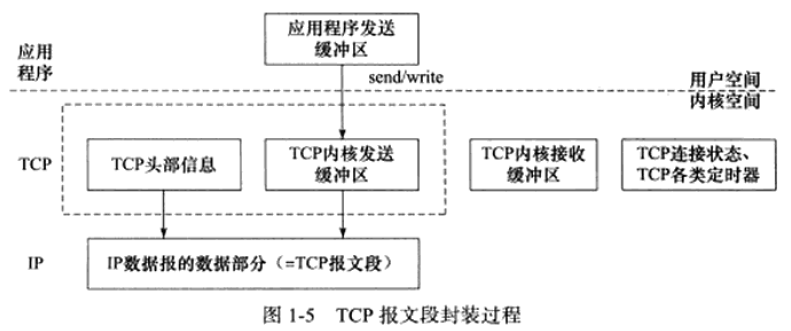 应用程序发送
缓冲区
应用
程序
send/write
用户空间
内核空间
TCP
TCP头部信息
TCP内核发送
缓冲区
TCP内核接收
缓冲区
TCP连接状态、
TCP各类定时器
IP
IP数据报的数据部分（=TCP报文段）
图 1-5 TCP 报文段封装过程